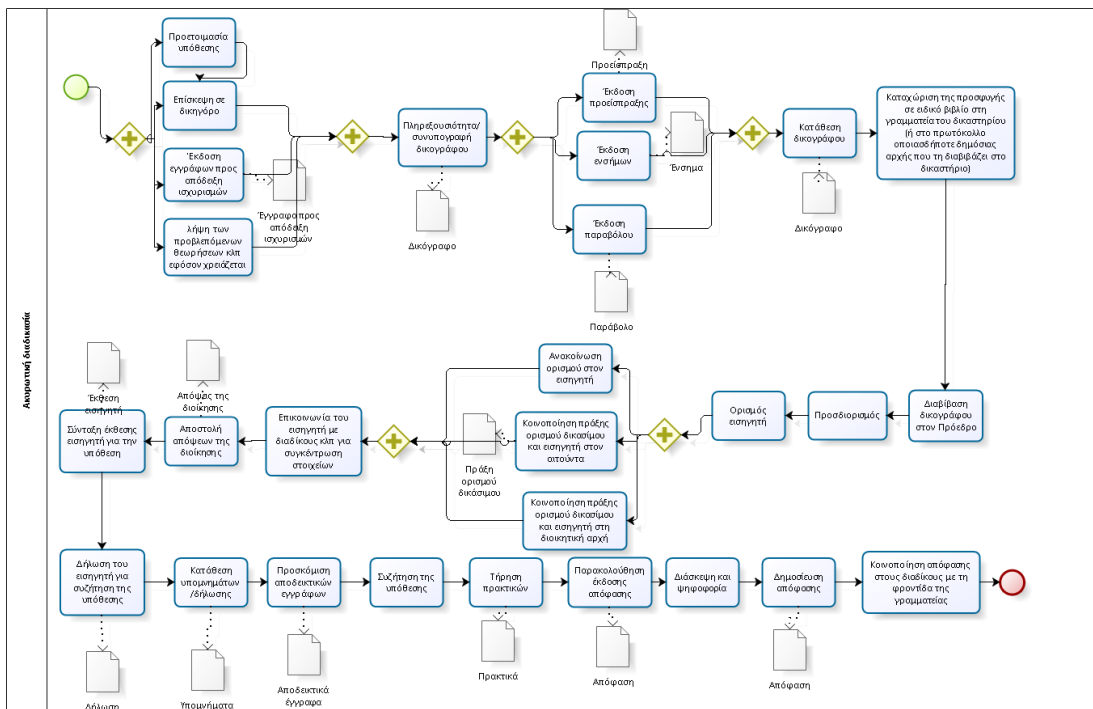 Ακυρωτική διαδικασία
Προετοιμασία
υπόθεσης
Επίσκεψη σε
δικηγόρο
Έκδοση
εγγράφων προς
απόδειξη
ισχυρισμών
λήψη των
προβλεπόμενων
θεωρήσεων κλπ
εφόσον χρειάζεται
Έγγραφα προς
απόδειξη
ισχυρισμών
Πληρεξουσιότητα/
συνυπογραφή
δικογράφου
Δικόγραφο
Προείσπραξη
Έκδοση
προείσπραξης
Έκδοση
ενσήμων
Ένσημα
Έκδοση
παραβόλου
Παράβολο
Κατάθεση
δικογράφου
Δικόγραφο
Καταχώριση της προσφυγής
σε ειδικό βιβλίο στη
γραμματεία του δικαστηρίου
(ή στο πρωτόκολλο
οποιασδήποτε δημόσιας
αρχής που τη διαβιβάζει στο
δικαστήριο)
Διαβίβαση
δικογράφου
στον Πρόεδρο
Προσδιορισμός
Ορισμός
εισηγητή
Ανακοίνωση
ορισμού στον
εισηγητή
Κοινοποίηση πράξης
ορισμού δικασίμου
και εισηγητή στον
αιτούντα
Κοινοποίηση πράξης
ορισμού δικασίμου και
εισηγητή στη
διοικητική αρχή
Πράξη
ορισμού
δικάσιμου
Επικοινωνία του
εισηγητή με
διαδίκους κλπ για
συγκέντρωση
στοιχείων
Απόψεις της
διοίκησης
Αποστολή
απόψεων της
διοίκησης
Έκθεση
εισηγητή
Σύνταξη έκθεσης
εισηγητή για την
υπόθεση
Δήλωση του
εισηγητή για
συζήτηση της
υπόθεσης
Δήλωση
Κατάθεση
υπομνημάτων
/δήλωσης
Υπομνήματα
Προσκόμιση
αποδεικτικών
εγγράφων
Αποδεικτικά
έγγραφα
Συζήτηση της
υπόθεσης
Τήρηση
πρακτικών
Πρακτικά
Παρακολούθηση
έκδοσης
απόφασης
Απόφαση
Διάσκεψη και
ψηφοφορία
Δημοσίευση
απόφασης
Απόφαση
Κοινοποίηση απόφασης
στους διαδίκους με τη
φροντίδα της
γραμματείας